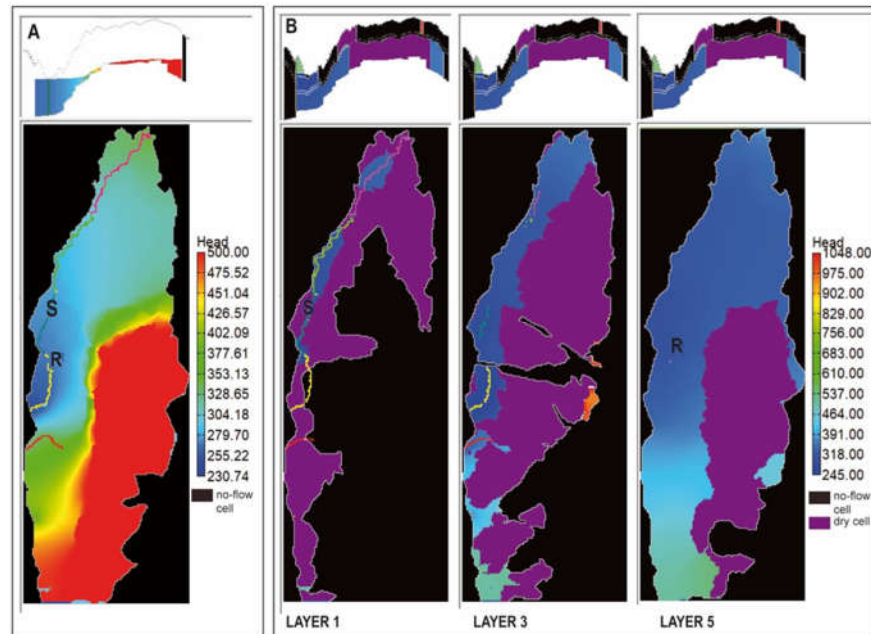 A
B
Head
500.00
475.52
451.04
426.57
402.09
377.61
353.13
328.65
304.18
279.70
255.22
230.74
no-flow
cell
S
R
S
R
Head
1048.00
975.00
902.00
829.00
756.00
683.00
610.00
537.00
464.00
391.00
318.00
245.00
no-flow
cell
dry cell
LAYER 1
LAYER 3
LAYER 5